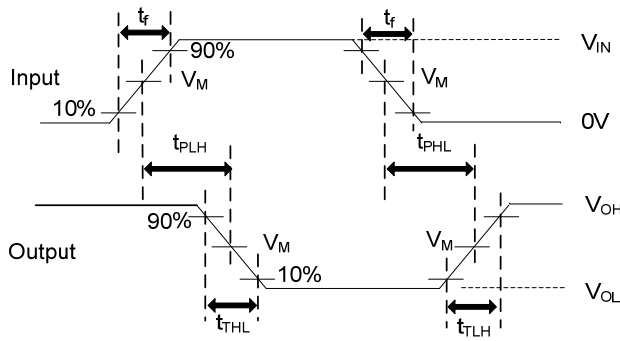 tf
tf
90%
VIN
Input
VM
VM
10%
0V
tPLH
tPHL
90%
VOH
Output
VM
VM
10%
VOL
tTHL
tTLH